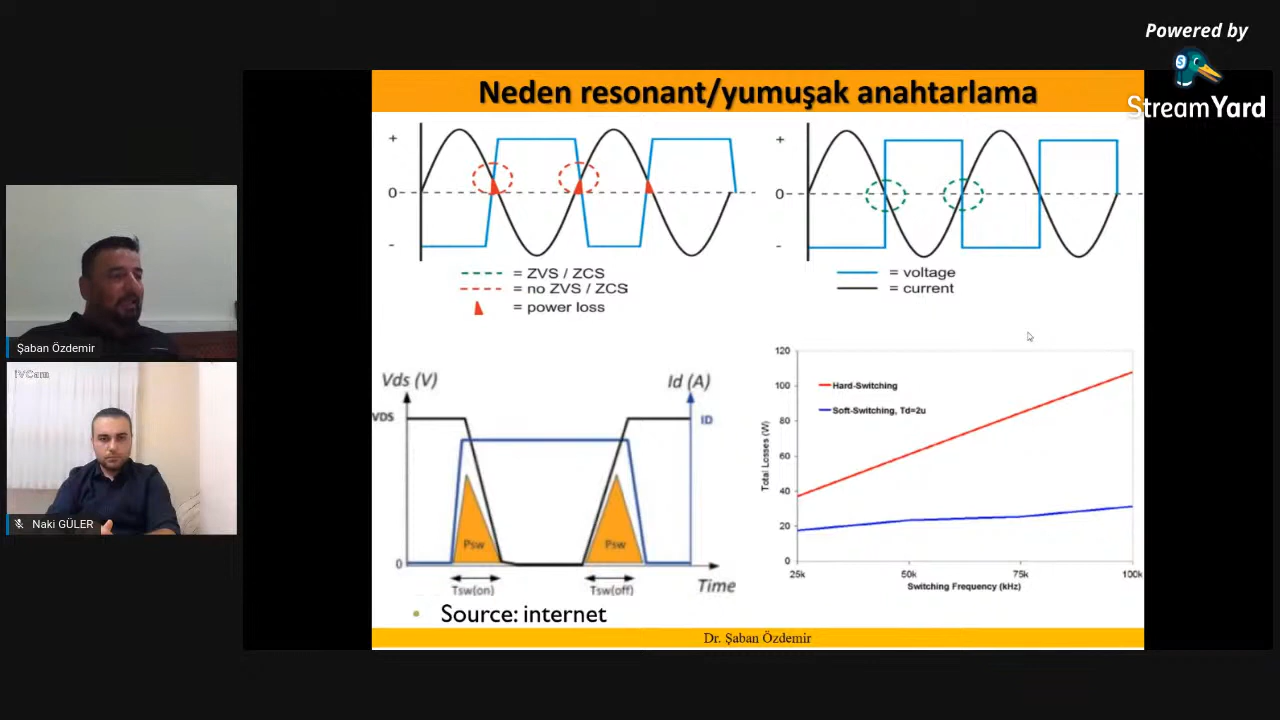 Powered by
StreamYard
Neden resonant/yumuşak anahtarlama
+
0
-
= ZVS / ZCS
= no ZVS / ZCS
= power loss
+
0
-
= voltage
= current
Şaban Özdemir
IVCam
Naki GÜLER
Vds (V)
Id (A)
VDS
ID
Psw
Psw
0
Tsw(on)
Tsw(off)
Time
120
100
80
60
40
20
0
Total Losses (W)
Hard-Switching
Soft-Switching, Td=2u
25k
50k
75k
100k
Switching Frequency (kHz)
• Source: internet
Dr. Şaban Özdemir